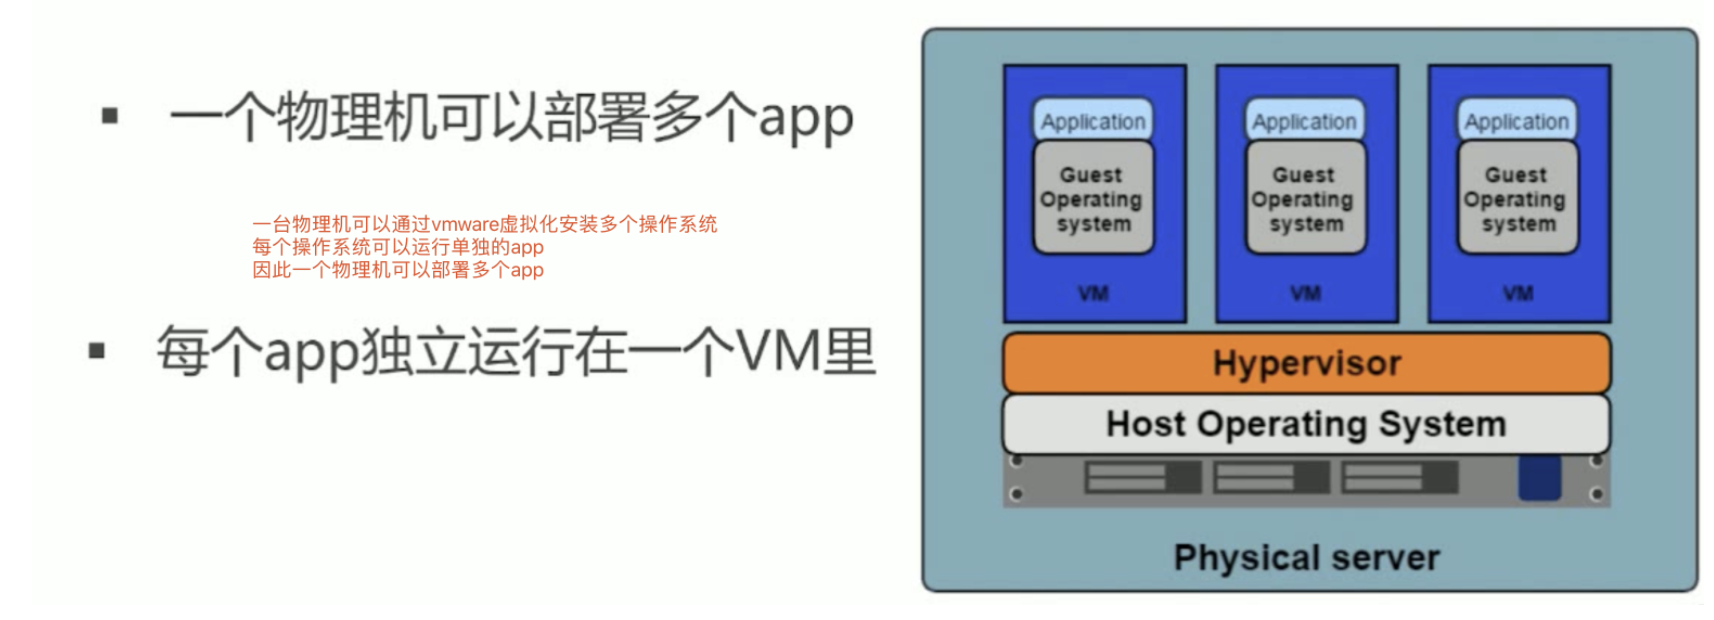 ▪ 一个物理机可以部署多个app
一台物理机可以通过vmware虚拟化安装多个操作系统
每个操作系统可以运行单独的app
因此一个物理机可以部署多个app
▪ 每个app独立运行在一个VM里
Application
Guest
Operating
system
VM
Application
Guest
Operating
system
VM
Application
Guest
Operating
system
VM
Hypervisor
Host Operating System
Physical server